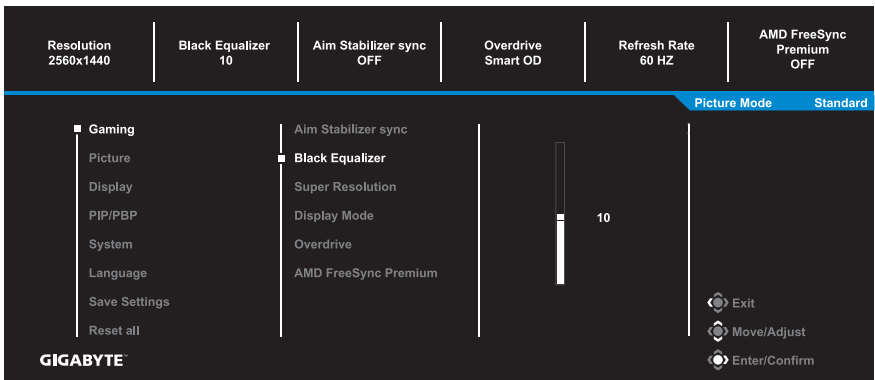 Resolution
2560x1440
Black Equalizer
10
Aim Stabilizer sync
OFF
Overdrive
Smart OD
Refresh Rate
60 HZ
AMD FreeSync
Premium
OFF
Picture Mode Standard
Gaming
Picture
Display
PIP/PBP
System
Language
Save Settings
Reset all
Aim Stabilizer sync
Black Equalizer
Super Resolution
Display Mode
Overdrive
AMD FreeSync Premium
10
Exit
Move/Adjust
Enter/Confirm
GIGABYTE™